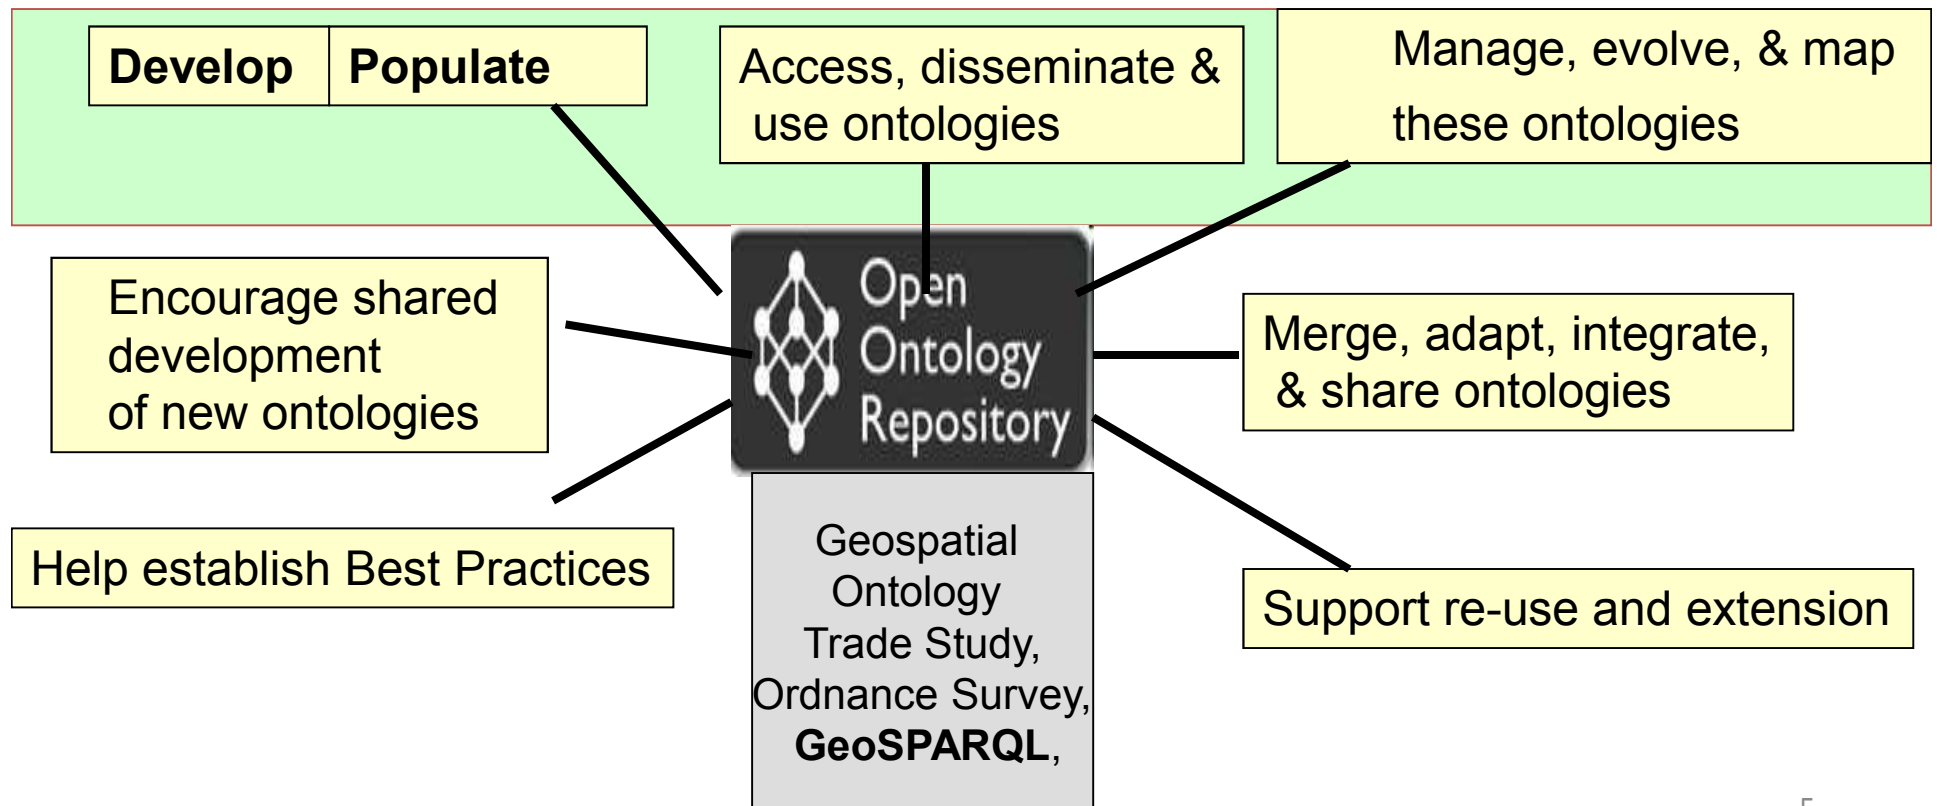 Develop Populate
Access, disseminate &
use ontologies
Manage, evolve, & map
these ontologies
Encourage shared
development
of new ontologies
Open
Ontology
Repository
Merge, adapt, integrate,
& share ontologies
Help establish Best Practices
Geospatial
Ontology
Trade Study,
Ordnance Survey,
GeoSPARQL,
Support re-use and extension